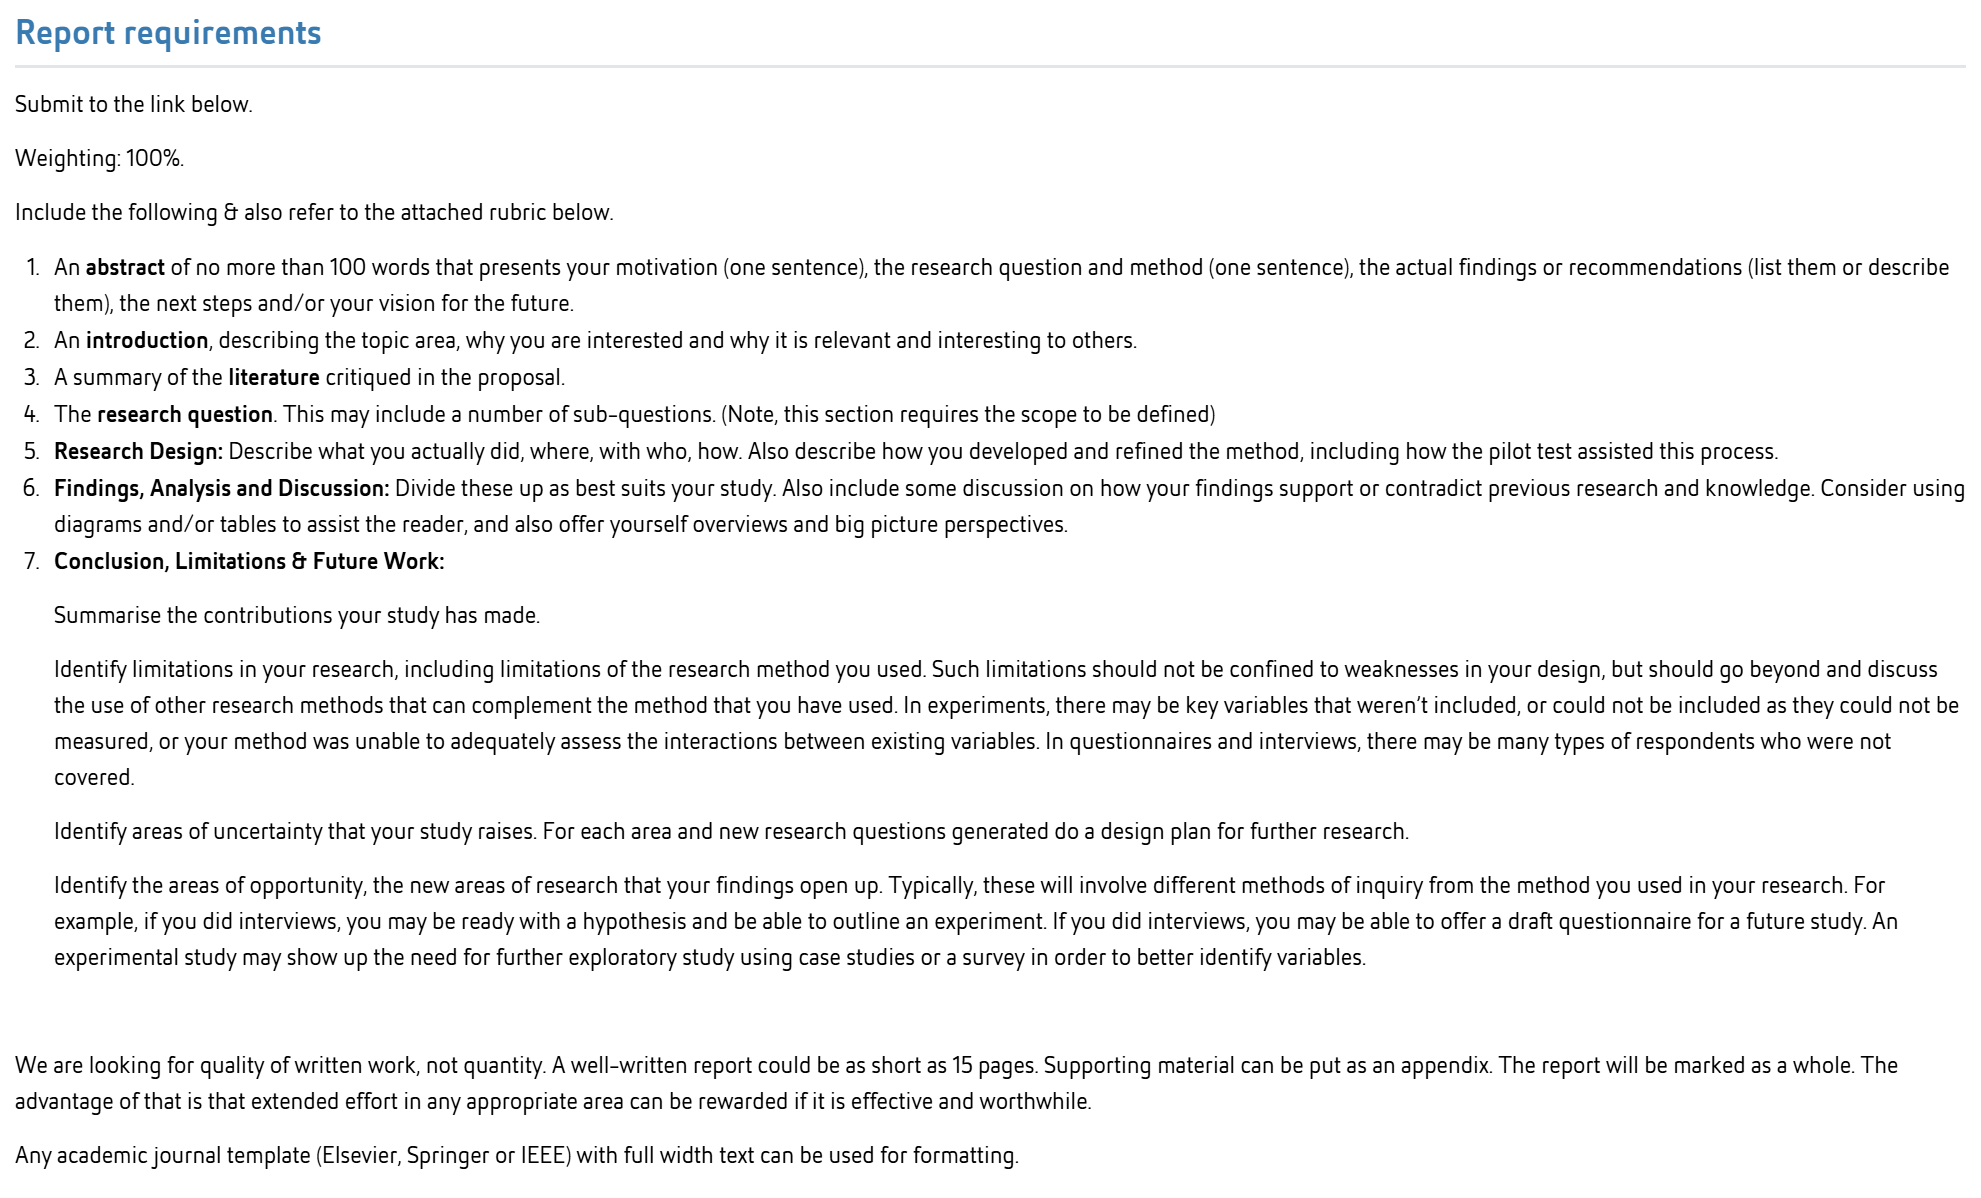 Report requirements
Submit to the link below.
Weighting: 100%.
Include the following & also refer to the attached rubric below.
1. An abstract of no more than 100 words that presents your motivation (one sentence), the research question and method (one sentence), the actual findings or recommendations (list them or describe
them), the next steps and/or your vision for the future.
2. An introduction, describing the topic area, why you are interested and why it is relevant and interesting to others.
3. A summary of the literature critiqued in the proposal.
4. The research question. This may include a number of sub-questions. (Note, this section requires the scope to be defined)
5. Research Design: Describe what you actually did, where, with who, how. Also describe how you developed and refined the method, including how the pilot test assisted this process.
6. Findings, Analysis and Discussion: Divide these up as best suits your study. Also include some discussion on how your findings support or contradict previous research and knowledge. Consider using
diagrams and/or tables to assist the reader, and also offer yourself overviews and big picture perspectives.
7. Conclusion, Limitations & Future Work:
Summarise the contributions your study has made.
Identify limitations in your research, including limitations of the research method you used. Such limitations should not be confined to weaknesses in your design, but should go beyond and discuss
the use of other research methods that can complement the method that you have used. In experiments, there may be key variables that weren't included, or could not be included as they could not be
measured, or your method was unable to adequately assess the interactions between existing variables. In questionnaires and interviews, there may be many types of respondents who were not
covered.
Identify areas of uncertainty that your study raises. For each area and new research questions generated do a design plan for further research.
Identify the areas of opportunity, the new areas of research that your findings open up. Typically, these will involve different methods of inquiry from the method you used in your research. For
example, if you did interviews, you may be ready with a hypothesis and be able to outline an experiment. If you did interviews, you may be able to offer a draft questionnaire for a future study. An
experimental study may show up the need for further exploratory study using case studies or a survey in order to better identify variables.
We are looking for quality of written work, not quantity. A well-written report could be as short as 15 pages. Supporting material can be put as an appendix. The report will be marked as a whole. The
advantage of that is that extended effort in any appropriate area can be rewarded if it is effective and worthwhile.
Any academic journal template (Elsevier, Springer or IEEE) with full width text can be used for formatting.